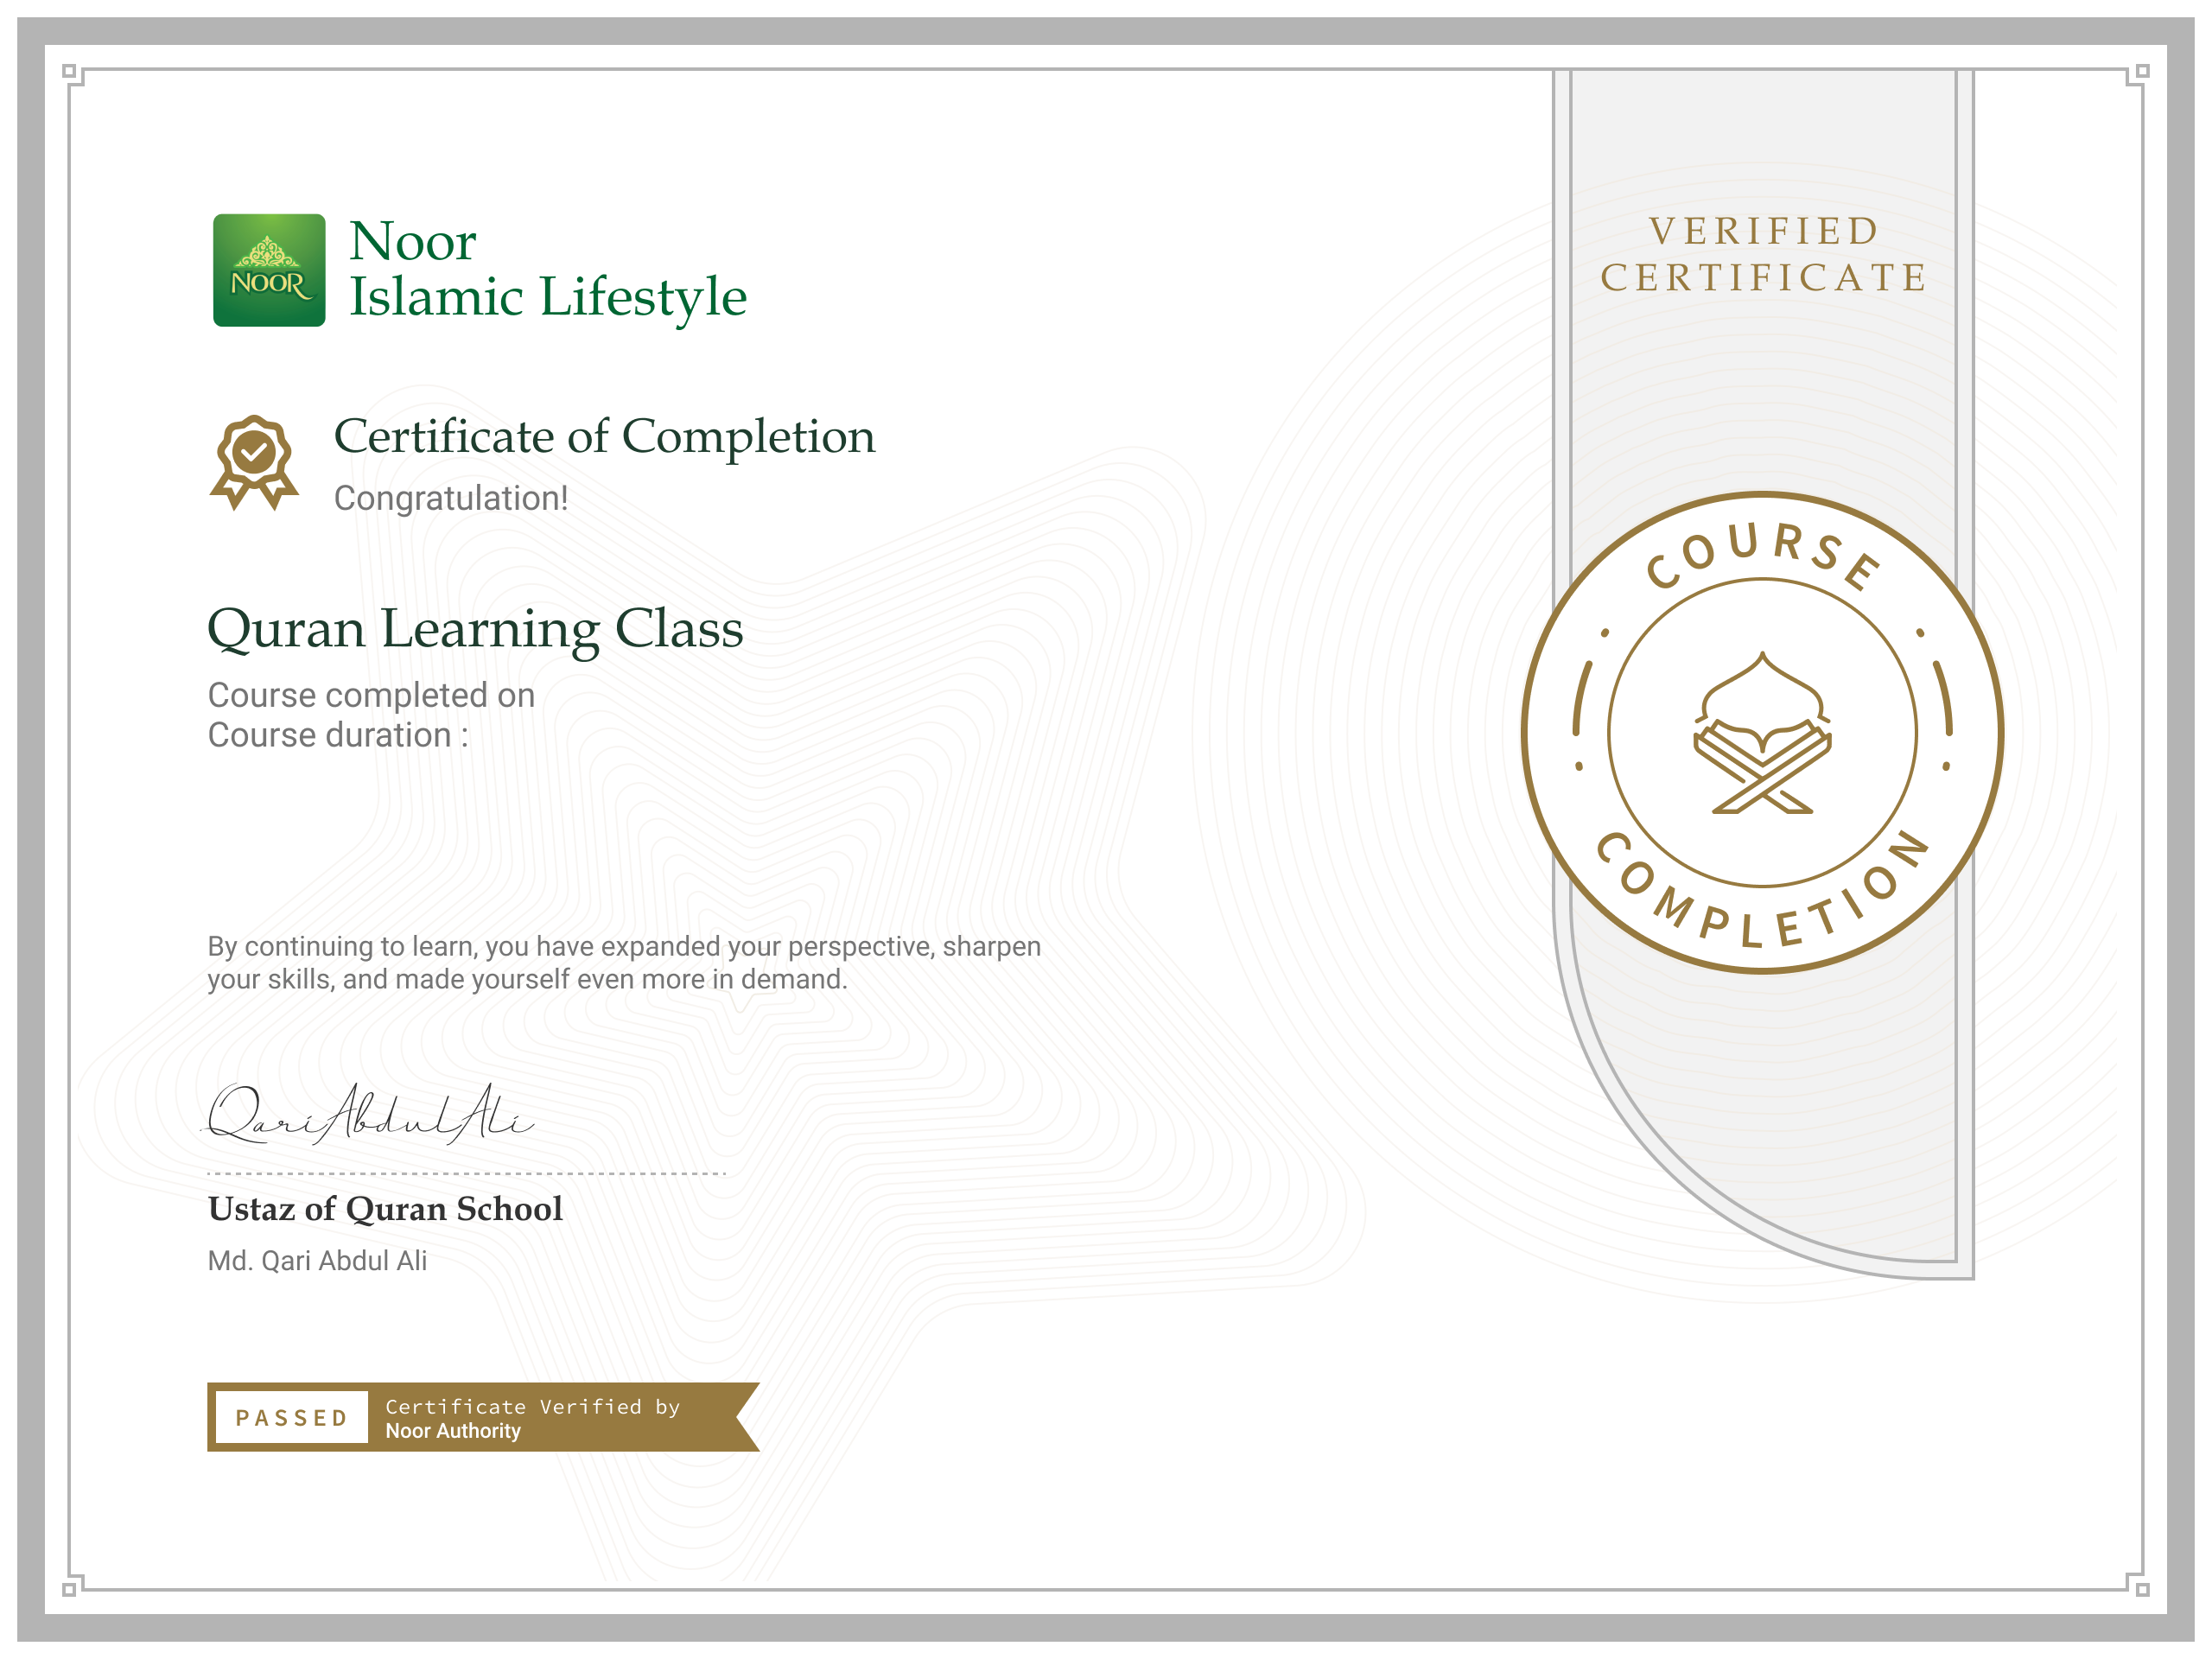 NOOR
Noor
Islamic Lifestyle
VERIFIED
CERTIFICATE
Certificate of Completion
Congratulation!
COURSE
COMPLETION
Quran Learning Class
Course completed on
Course duration :
By continuing to learn, you have expanded your perspective, sharpen
your skills, and made yourself even more in demand.
Qari Abdul Ali
Ustaz of Quran School
Md. Qari Abdul Ali
PASSED
Certificate Verified by
Noor Authority